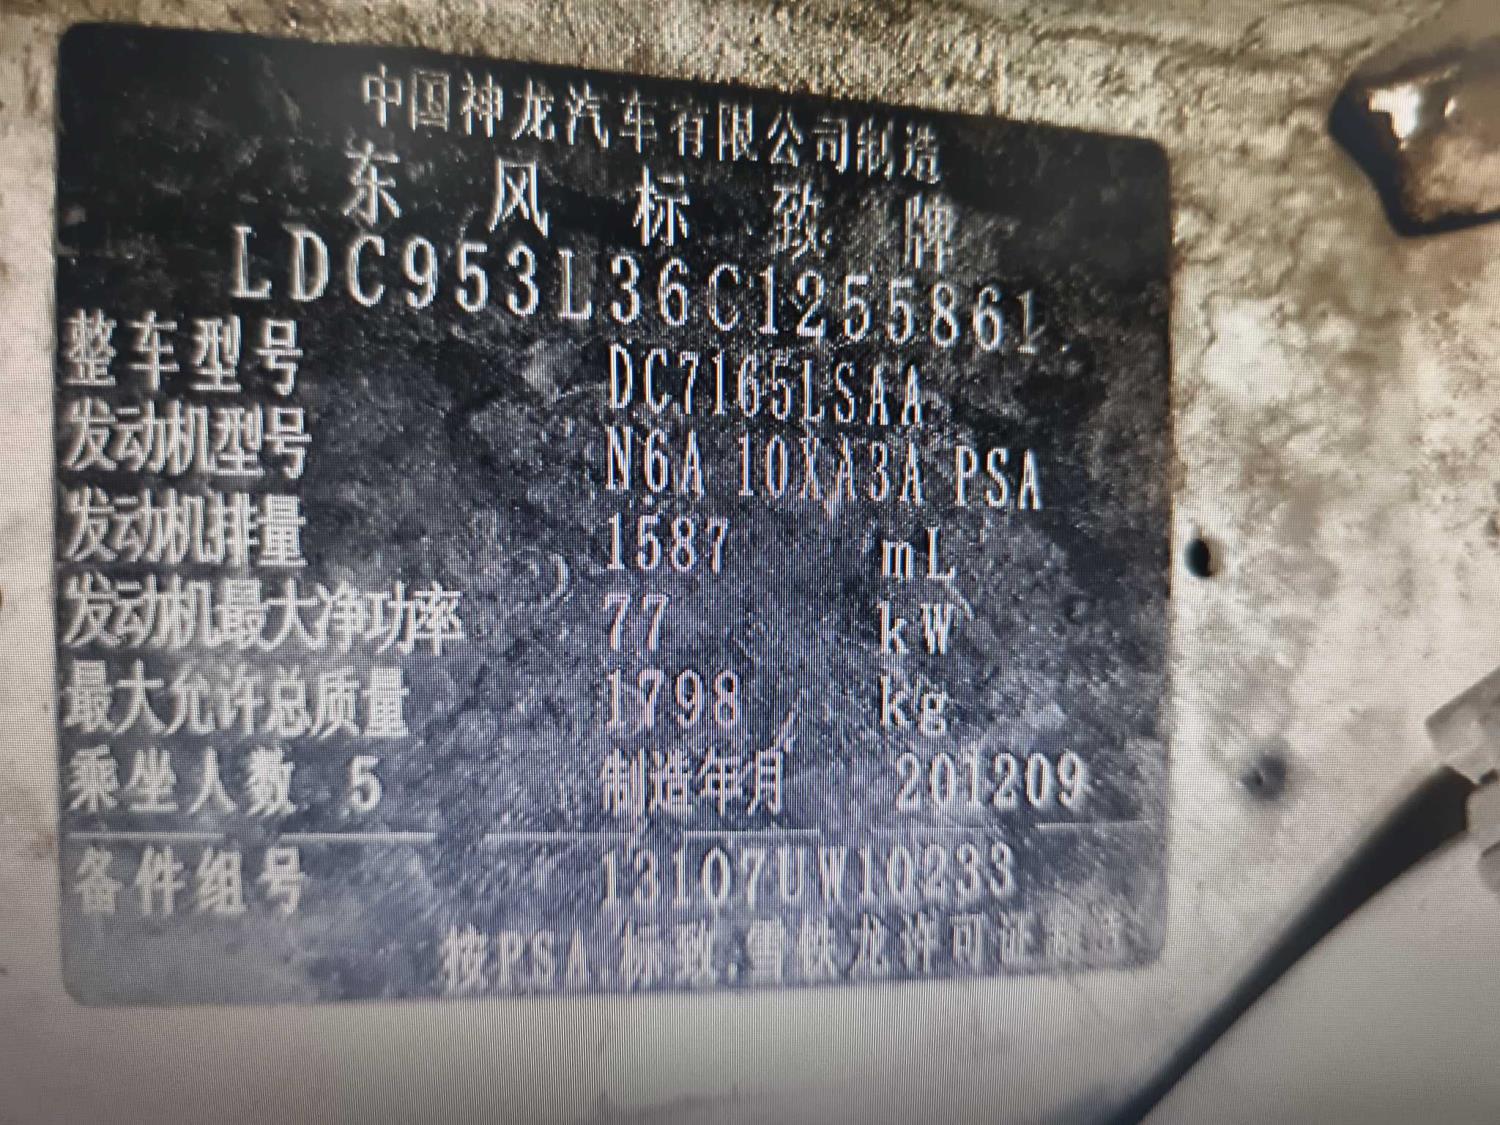 中国神龙汽车有限公司制造
东风标致牌
LDC953L36C1255861
整车型号 DC7165LSAA
发动机型号 N6A 10XA3A PSA
发动机排量 1587 mL
发动机最大净功率 77 kW
最大允许总质量 1798 kg
乘坐人数 5 制造年月 201209
备件组号 13107UW10233
按PSA.标致.雪铁龙许可证制造